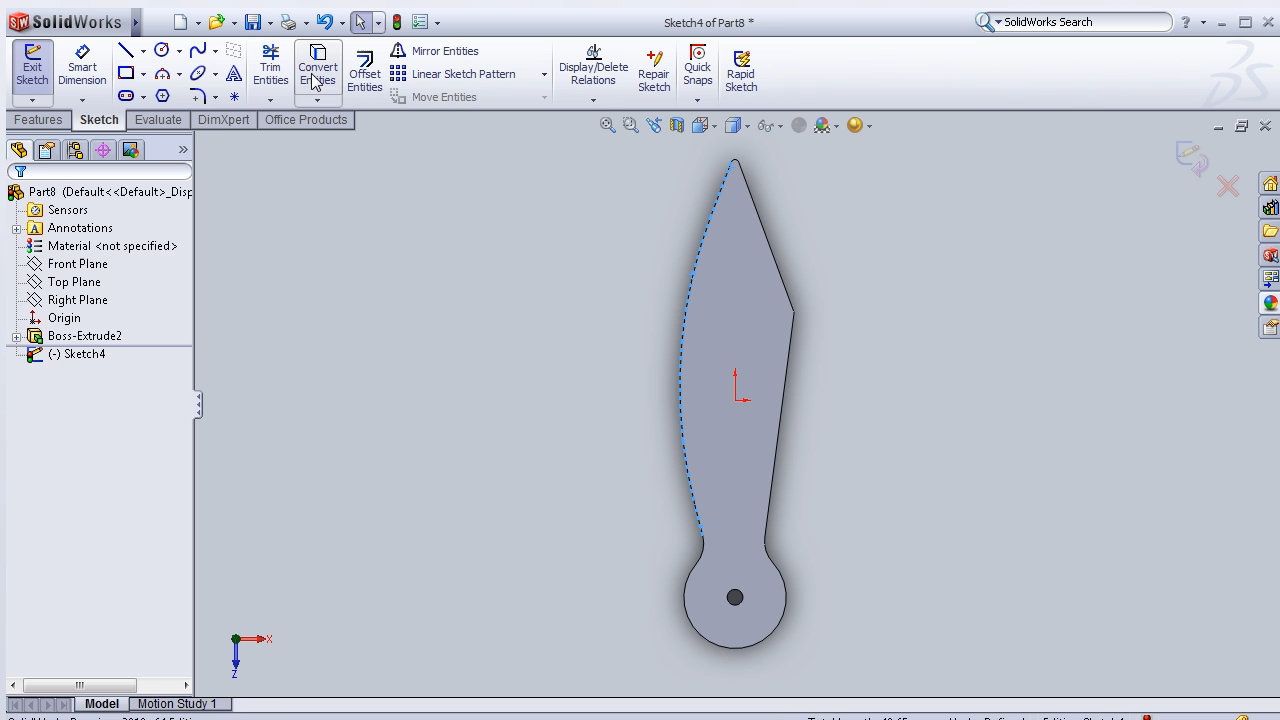 SolidWorks
Sketch4 of Part8 *
SolidWorks Search
Exit Sketch
Smart Dimension
Trim Entities
Convert Entities
Offset Entities
Mirror Entities
Linear Sketch Pattern
Move Entities
Display/Delete Relations
Repair Sketch
Quick Snaps
Rapid Sketch
Features
Sketch
Evaluate
DimXpert
Office Products
Part8 (Default<<Default>_Disp
Sensors
Annotations
Material <not specified>
Front Plane
Top Plane
Right Plane
Origin
Boss-Extrude2
(-) Sketch4
X
Z
Model
Motion Study 1